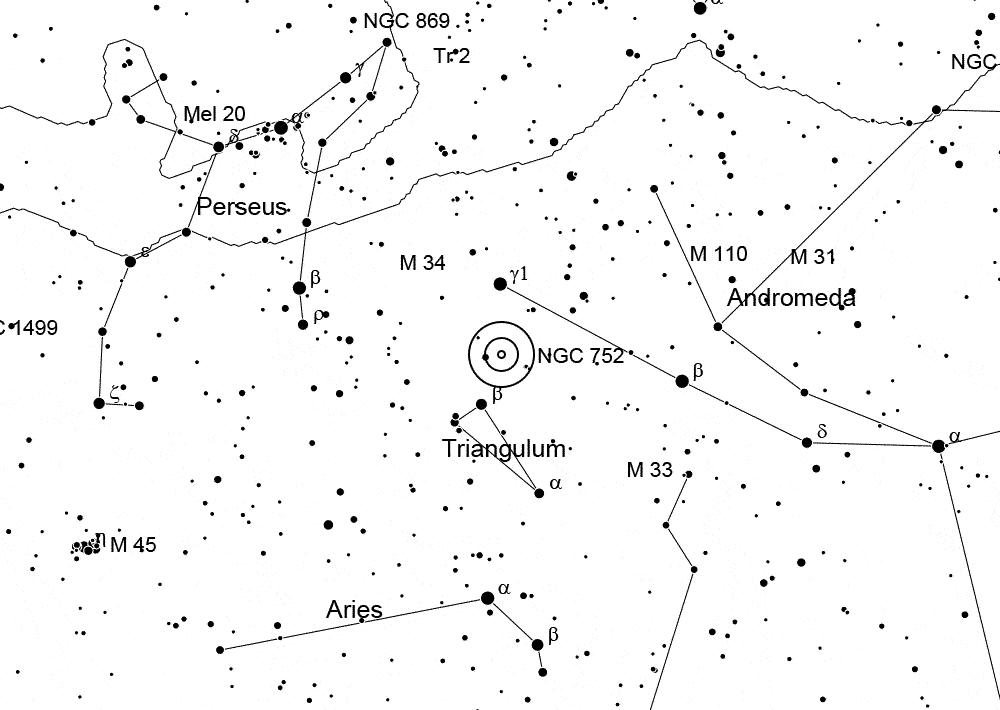 α
NGC 869
γ
Tr 2
NGC
Mel 20
α
δ
Perseus
ε
M 34
M 110
M 31
β
γ1
Andromeda
ρ
C 1499
NGC 752
β
ζ
β
δ
α
Triangulum
M 33
α
η
M 45
α
Aries
β